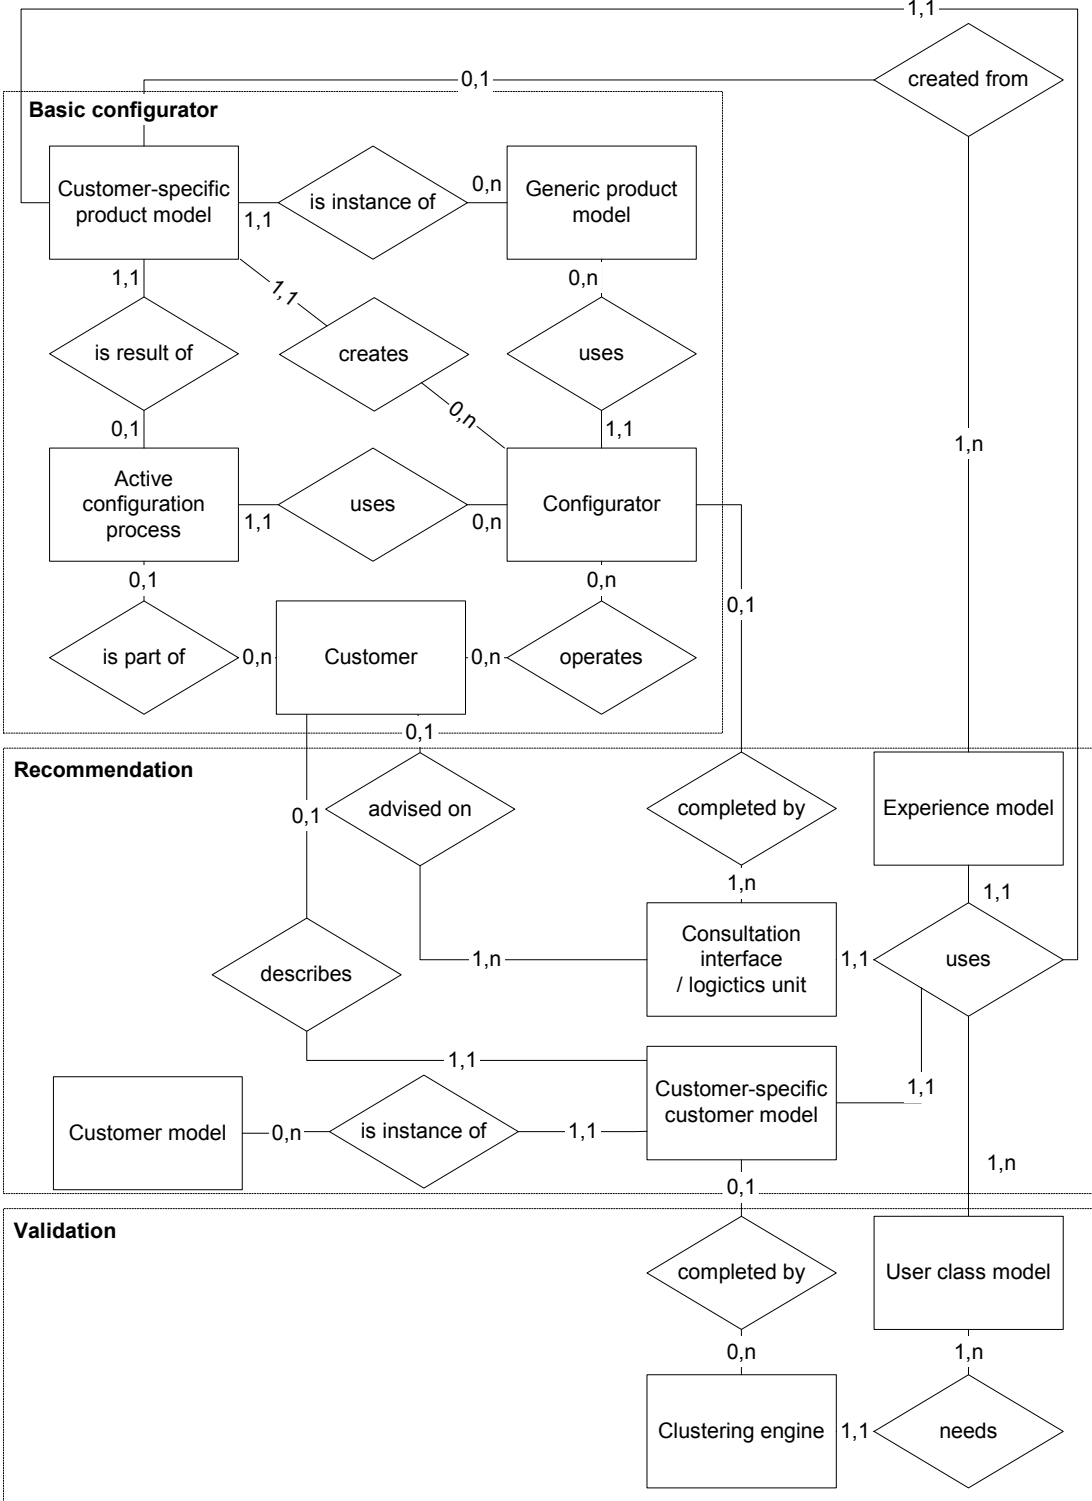 1,1
created from
0,1
Basic configurator
Customer-specific
product model
1,1
is instance of
0,n
Generic product
model
1,1
1,1
0,n
is result of
creates
uses
0,1
0,n
1,1
1,n
Active
configuration
process
1,1
uses
0,n
Configurator
0,1
0,n
0,1
is part of
0,n
Customer
0,n
operates
0,1
Recommendation
0,1
advised on
completed by
Experience model
1,n
1,1
Consultation
interface
/ logictics unit
1,n
1,1
uses
describes
1,1
Customer-specific
customer model
1,1
Customer model
0,n
is instance of
1,1
1,n
0,1
Validation
completed by
User class model
0,n
1,n
Clustering engine
1,1
needs